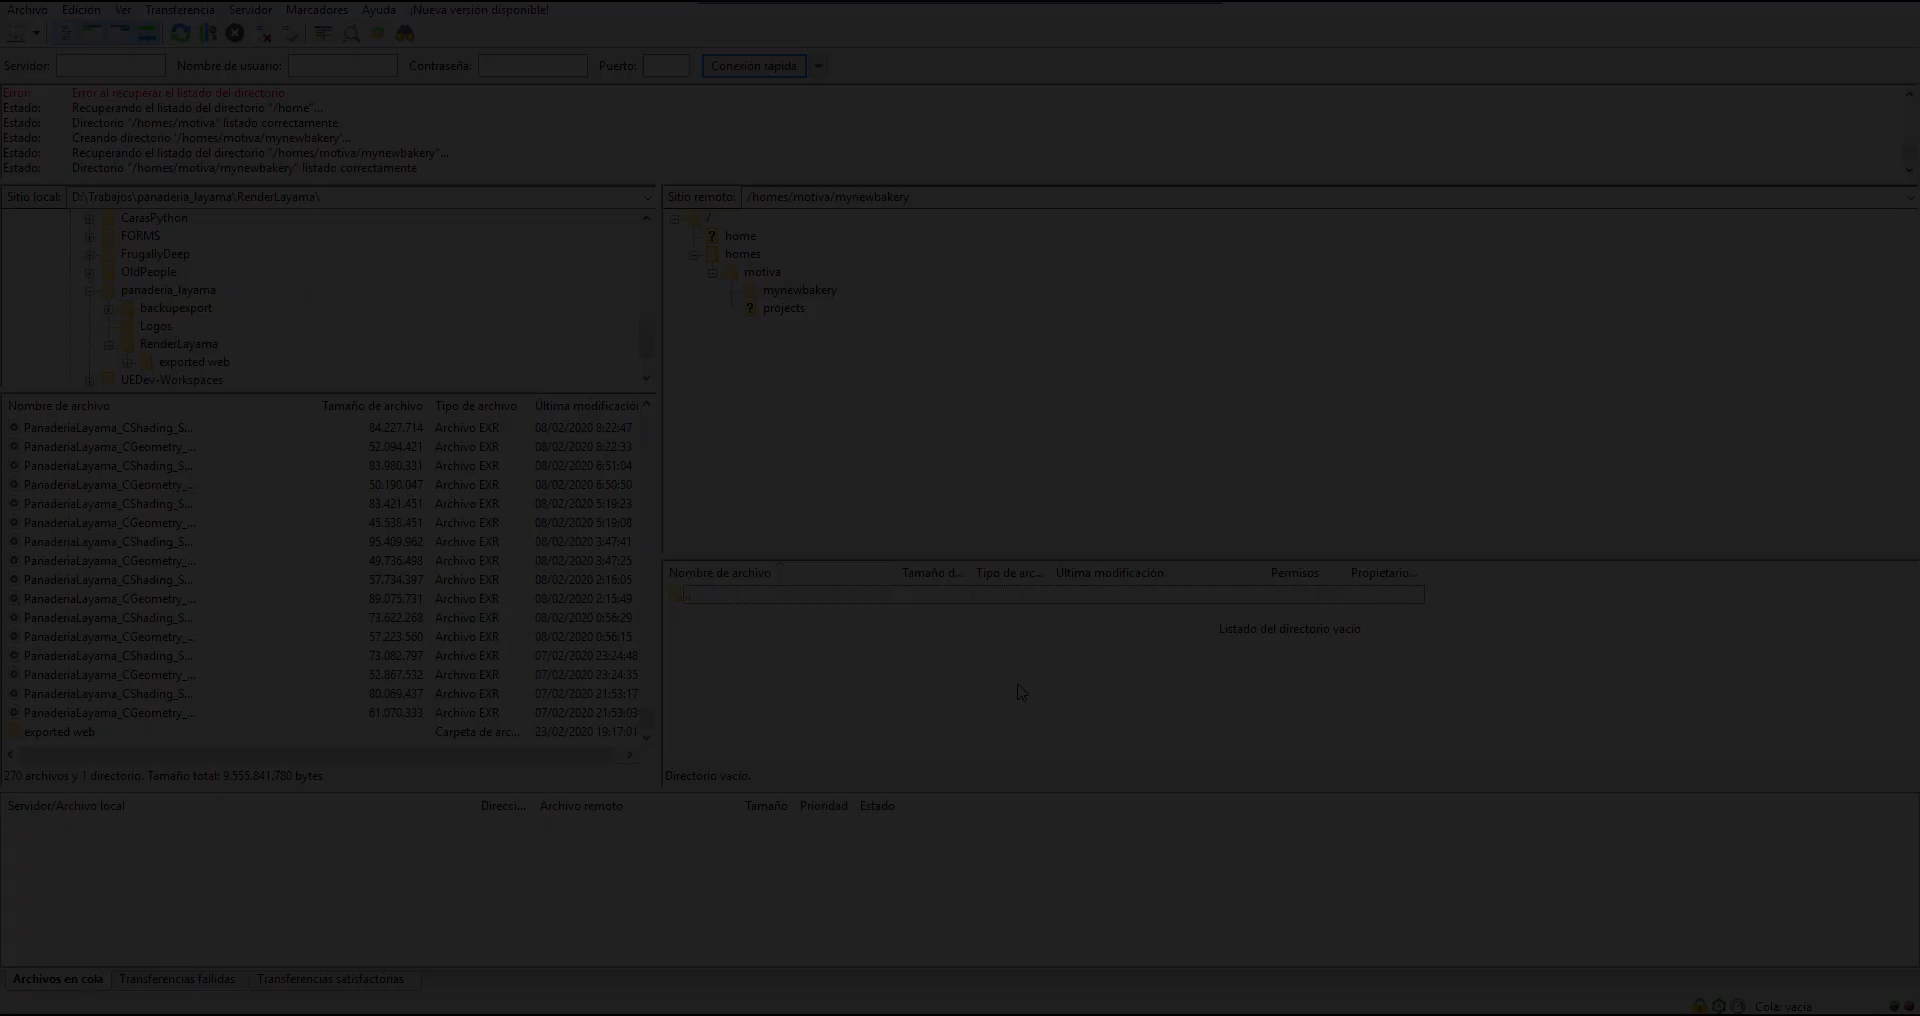 Archivo Edición Ver Transferencia Servidor Marcadores Ayuda ¡Nueva versión disponible!
Servidor: Nombre de usuario: Contraseña: Puerto: Conexión rápida
Error: Error al recuperar el listado del directorio
Estado: Recuperando el listado del directorio "/home"...
Estado: Directorio "/homes/motiva" listado correctamente
Estado: Creando directorio '/homes/motiva/mynewbakery'...
Estado: Recuperando el listado del directorio "/homes/motiva/mynewbakery"...
Estado: Directorio "/homes/motiva/mynewbakery" listado correctamente
Sitio local: D:\Trabajos\panaderia_layama\RenderLayama\
CarasPython
FORMS
FrugallyDeep
OldPeople
panaderia_layama
backupexport
Logos
RenderLayama
exported web
UEDev-Workspaces
Sitio remoto: /homes/motiva/mynewbakery
/
home
homes
motiva
mynewbakery
projects
Nombre de archivo Tamaño de archivo Tipo de archivo Última modificación
PanaderiaLayama_CShading_S... 84.227.714 Archivo EXR 08/02/2020 8:22:47
PanaderiaLayama_CGeometry_... 52.094.421 Archivo EXR 08/02/2020 8:22:33
PanaderiaLayama_CShading_S... 83.980.331 Archivo EXR 08/02/2020 6:51:04
PanaderiaLayama_CGeometry_... 50.190.047 Archivo EXR 08/02/2020 6:50:50
PanaderiaLayama_CShading_S... 83.421.451 Archivo EXR 08/02/2020 5:19:23
PanaderiaLayama_CGeometry_... 45.538.451 Archivo EXR 08/02/2020 5:19:08
PanaderiaLayama_CShading_S... 95.409.962 Archivo EXR 08/02/2020 3:47:41
PanaderiaLayama_CGeometry_... 49.736.498 Archivo EXR 08/02/2020 3:47:25
PanaderiaLayama_CShading_S... 57.734.397 Archivo EXR 08/02/2020 2:16:05
PanaderiaLayama_CGeometry_... 89.075.731 Archivo EXR 08/02/2020 2:15:49
PanaderiaLayama_CShading_S... 73.622.268 Archivo EXR 08/02/2020 0:56:29
PanaderiaLayama_CGeometry_... 57.223.560 Archivo EXR 08/02/2020 0:56:15
PanaderiaLayama_CShading_S... 73.082.797 Archivo EXR 07/02/2020 23:24:48
PanaderiaLayama_CGeometry_... 52.867.532 Archivo EXR 07/02/2020 23:24:35
PanaderiaLayama_CShading_S... 80.069.437 Archivo EXR 07/02/2020 21:53:17
PanaderiaLayama_CGeometry_... 61.070.333 Archivo EXR 07/02/2020 21:53:03
exported web Carpeta de arc... 23/02/2020 19:17:01
270 archivos y 1 directorio. Tamaño total: 9.555.841.780 bytes
Nombre de archivo Tamaño d... Tipo de arc... Última modificación Permisos Propietario...
..
Listado del directorio vacío
Directorio vacío.
Servidor/Archivo local Direcci... Archivo remoto Tamaño Prioridad Estado
Archivos en cola Transferencias fallidas Transferencias satisfactorias
Cola: vacía